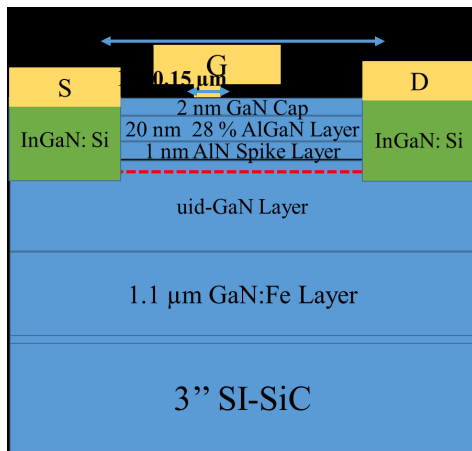 G
0.15 µm
S
D
2 nm GaN Cap
20 nm 28 % AlGaN Layer
InGaN: Si
InGaN: Si
1 nm AlN Spike Layer
uid-GaN Layer
1.1 µm GaN:Fe Layer
3’’ SI-SiC